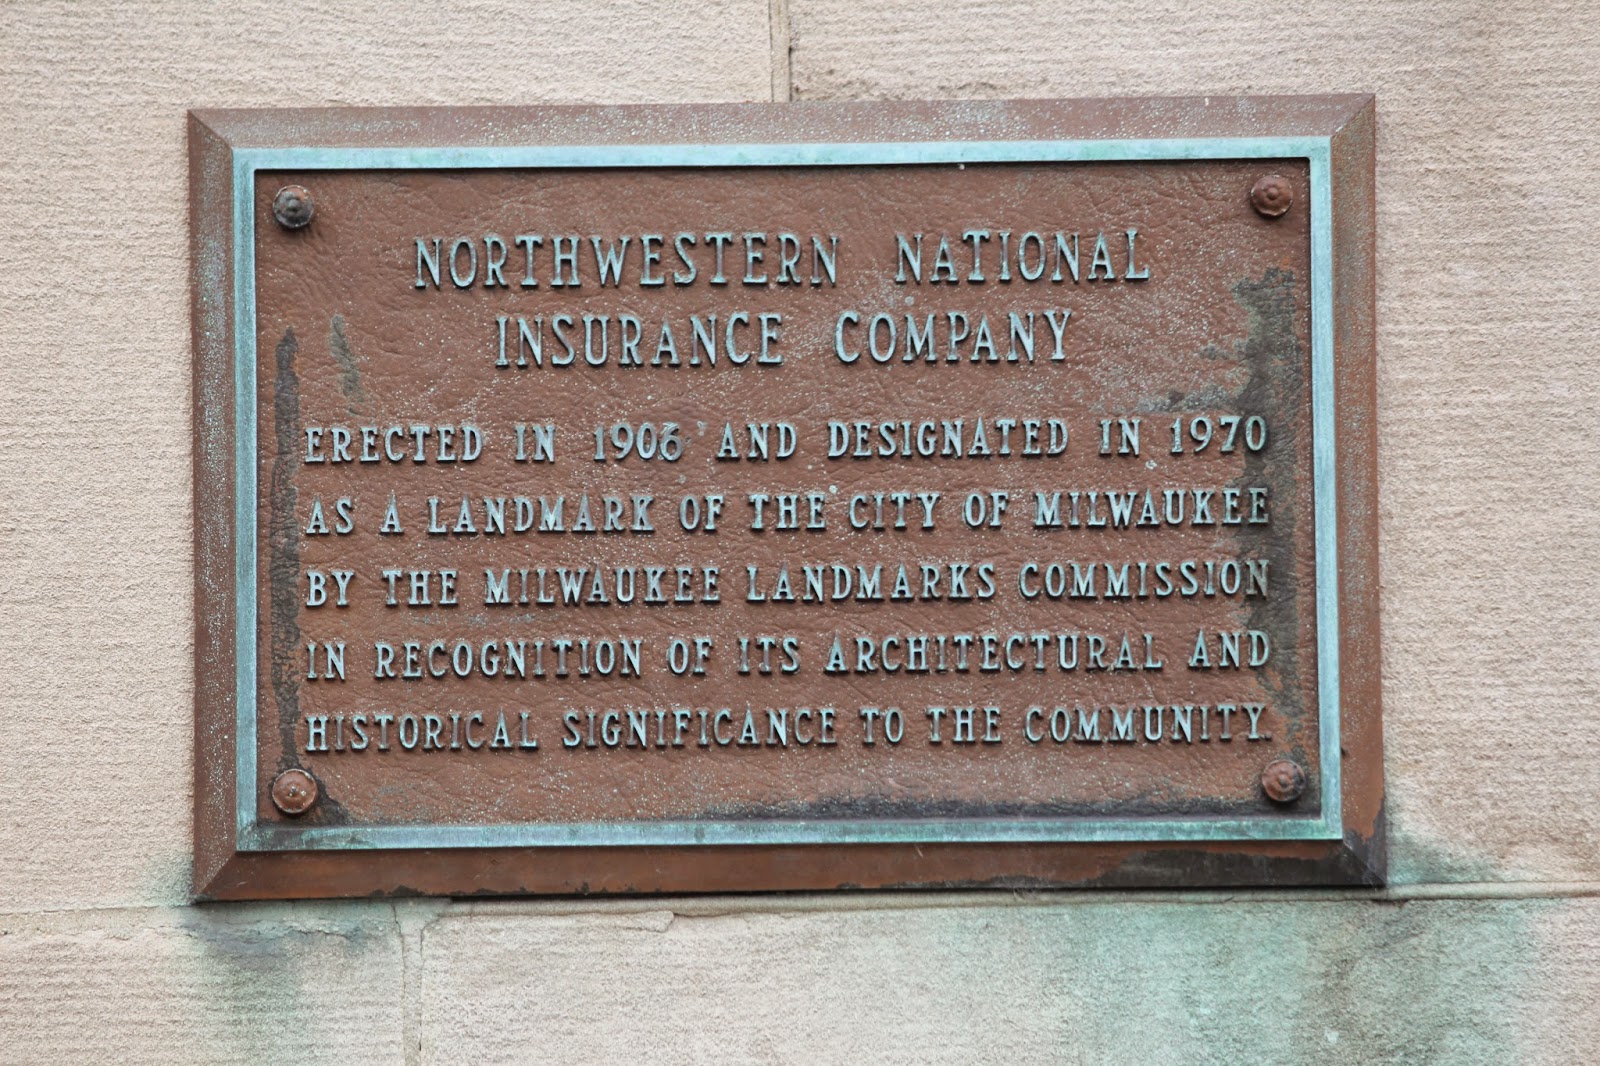 NORTHWESTERN NATIONAL
INSURANCE COMPANY
ERECTED IN 1906 AND DESIGNATED IN 1970
AS A LANDMARK OF THE CITY OF MILWAUKEE
BY THE MILWAUKEE LANDMARKS COMMISSION
IN RECOGNITION OF ITS ARCHITECTURAL AND
HISTORICAL SIGNIFICANCE TO THE COMMUNITY.